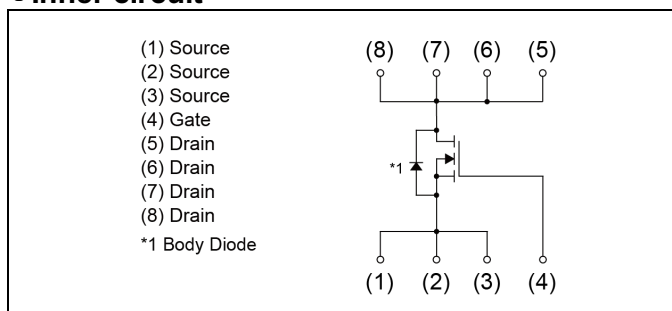 Inner circuit
(1) Source
(2) Source
(3) Source
(4) Gate
(5) Drain
(6) Drain
(7) Drain
(8) Drain
*1 Body Diode
(8) (7) (6) (5)
*1
(1) (2) (3) (4)